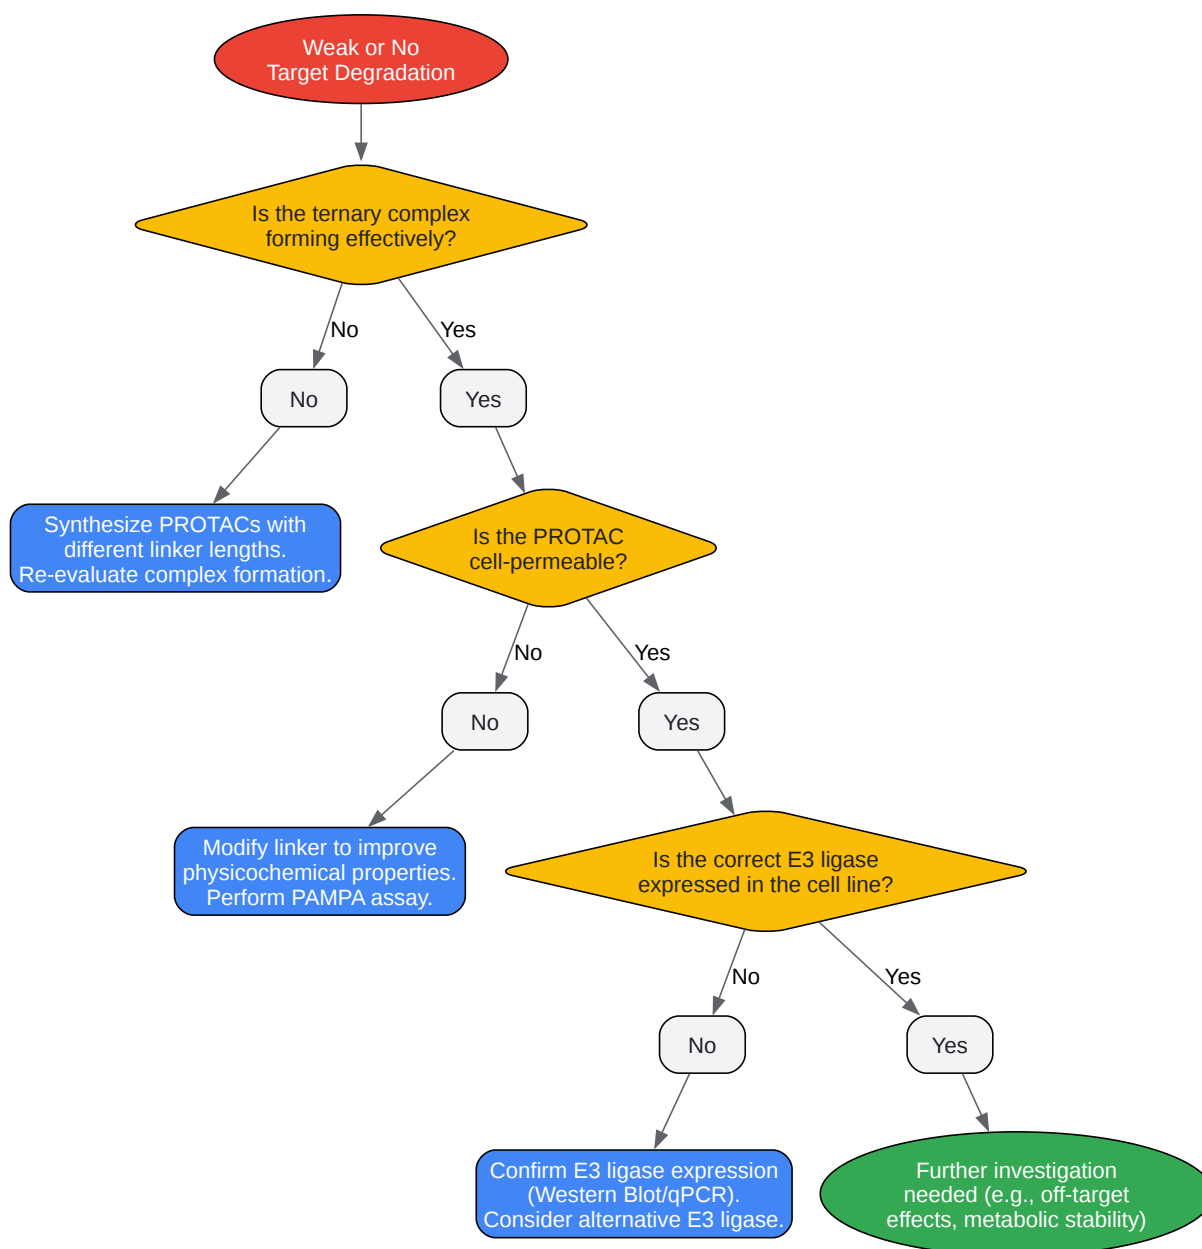 Weak or No
Target Degradation
Is the ternary complex
forming effectively?
No
Yes
No
Yes
Synthesize PROTACs with
different linker lengths.
Re-evaluate complex formation.
Is the PROTAC
cell-permeable?
No
Yes
No
Yes
Modify linker to improve
physicochemical properties.
Perform PAMPA assay.
Is the correct E3 ligase
expressed in the cell line?
No
Yes
No
Yes
Confirm E3 ligase expression
(Western Blot/qPCR).
Consider alternative E3 ligase.
Further investigation
needed (e.g., off-target
effects, metabolic stability)